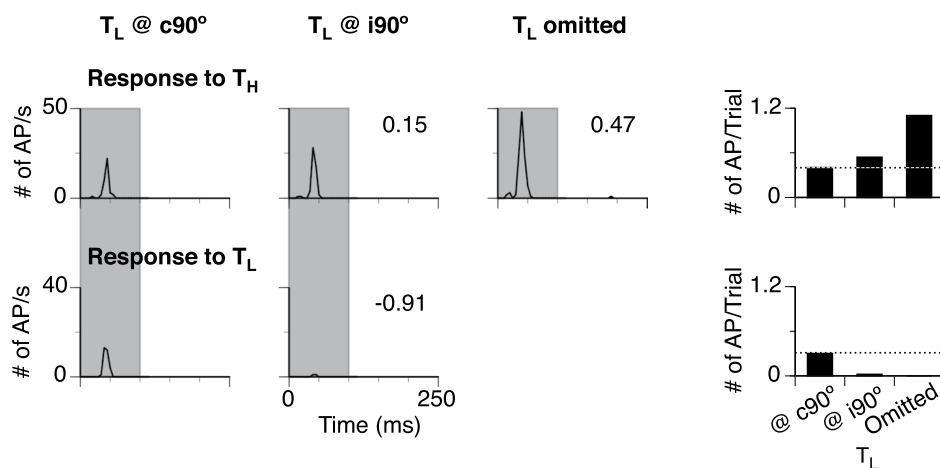 T_L @ c90º
T_L @ i90º
T_L omitted
Response to T_H
# of AP/s
50
0
0.15
0.47
# of AP/Trial
1.2
0
Response to T_L
# of AP/s
40
0
-0.91
0
250
Time (ms)
# of AP/Trial
1.2
0
@ c90º
@ i90º
Omitted
T_L